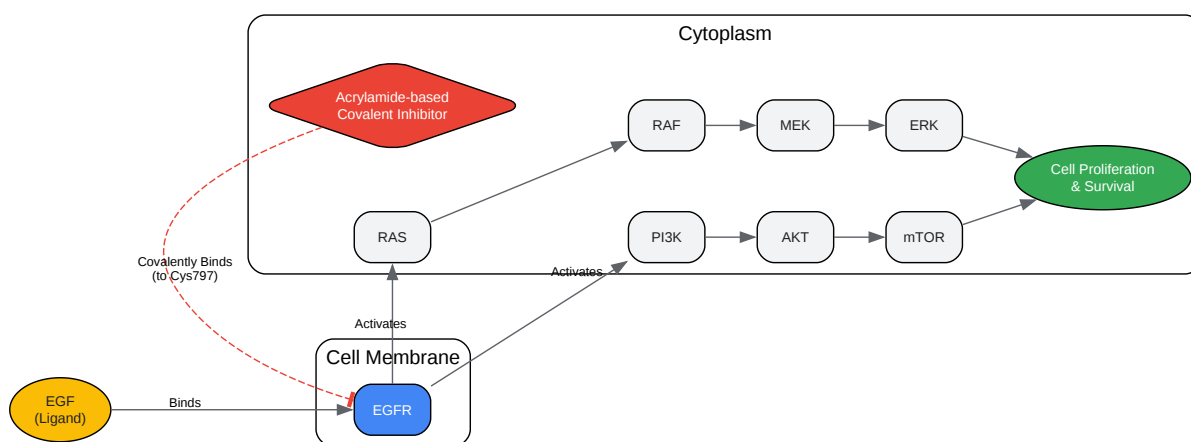 Cytoplasm
Acrylamide-based
Covalent Inhibitor
RAF
MEK
ERK
Cell Proliferation
& Survival
RAS
PI3K
AKT
mTOR
Covalently Binds
(to Cys797)
Activates
Activates
Cell Membrane
EGF
(Ligand)
Binds
EGFR